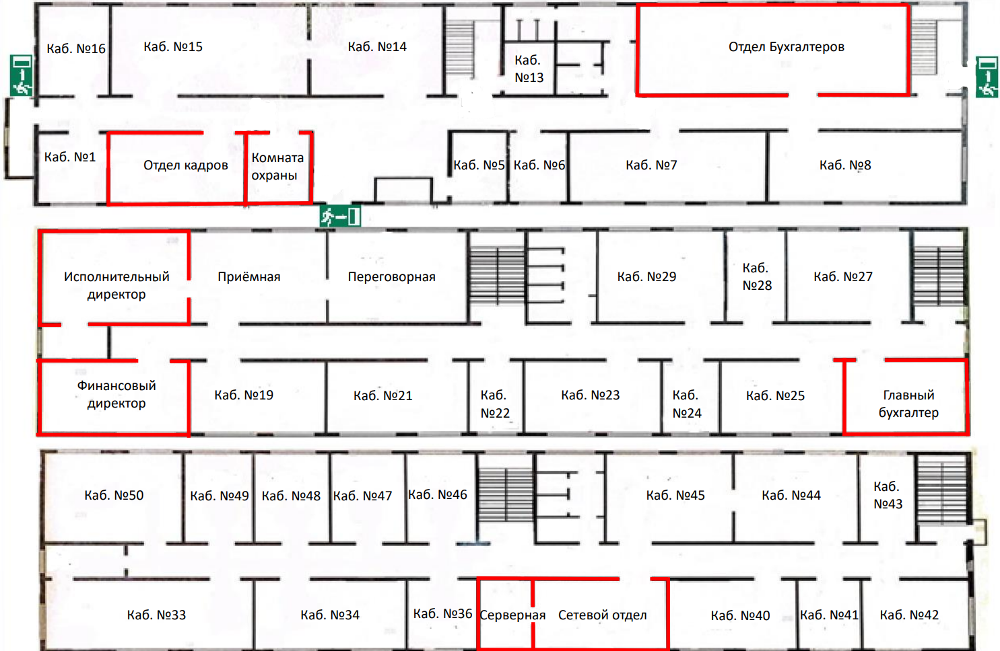 Каб. №16
Каб. №15
Каб. №14
Каб.
№13
Отдел Бухгалтеров
Каб. №1
Отдел кадров
Комната
охраны
Каб. №5
Каб. №6
Каб. №7
Каб. №8
Исполнительный
директор
Приёмная
Переговорная
Каб. №29
Каб.
№28
Каб. №27
Финансовый
директор
Каб. №19
Каб. №21
Каб.
№22
Каб. №23
Каб.
№24
Каб. №25
Главный
бухгалтер
Каб. №50
Каб. №49
Каб. №48
Каб. №47
Каб. №46
Каб. №45
Каб. №44
Каб.
№43
Каб. №33
Каб. №34
Каб. №36
Серверная
Сетевой отдел
Каб. №40
Каб. №41
Каб. №42